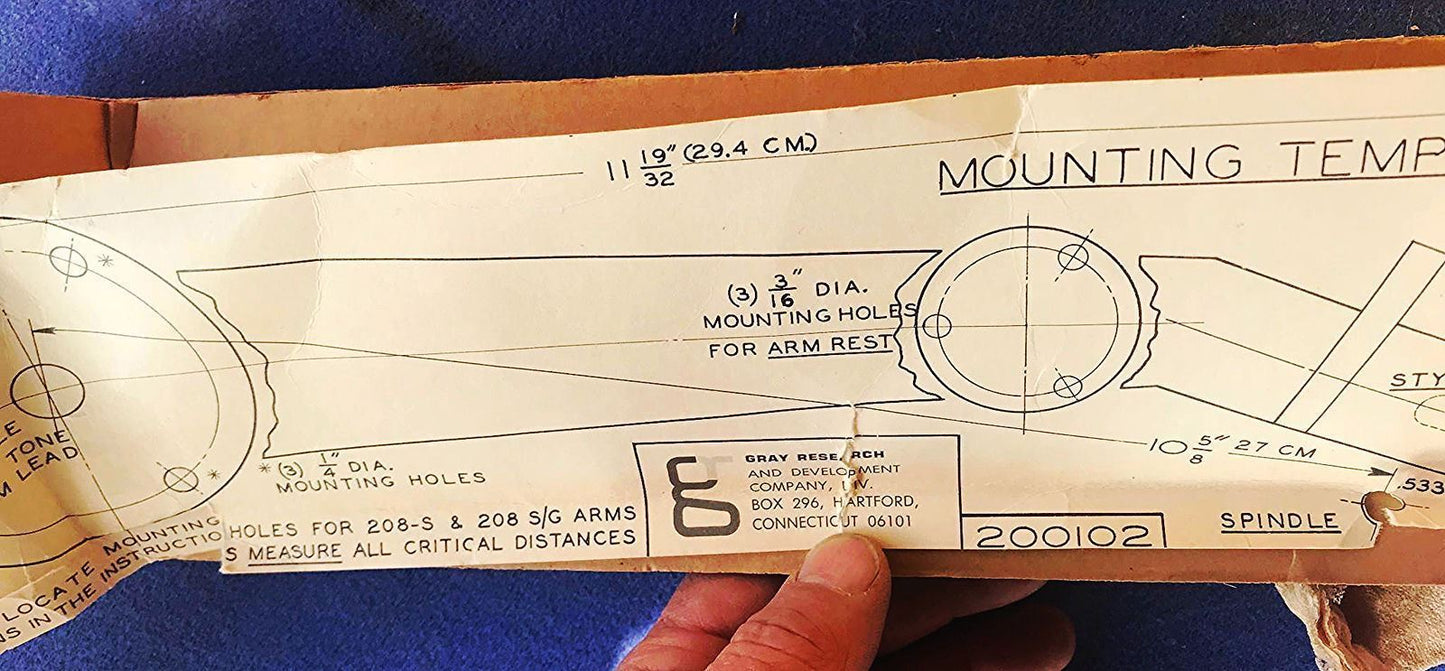 11 19/32" (29.4 CM.)
MOUNTING TEMP
(3) 3/16" DIA.
MOUNTING HOLES
FOR ARM REST
STY
10 5/8" 27 CM
.533
SPINDLE
TONE
LEAD
* (3) 1/4" DIA.
MOUNTING HOLES
*
*
MOUNTING HOLES FOR 208-S & 208 S/G ARMS
LOCATE
S MEASURE ALL CRITICAL DISTANCES
IN THE INSTRUCTIO
g
GRAY RESEARCH
AND DEVELOPMENT
COMPANY, DIV.
BOX 296, HARTFORD,
CONNECTICUT 06101
200102